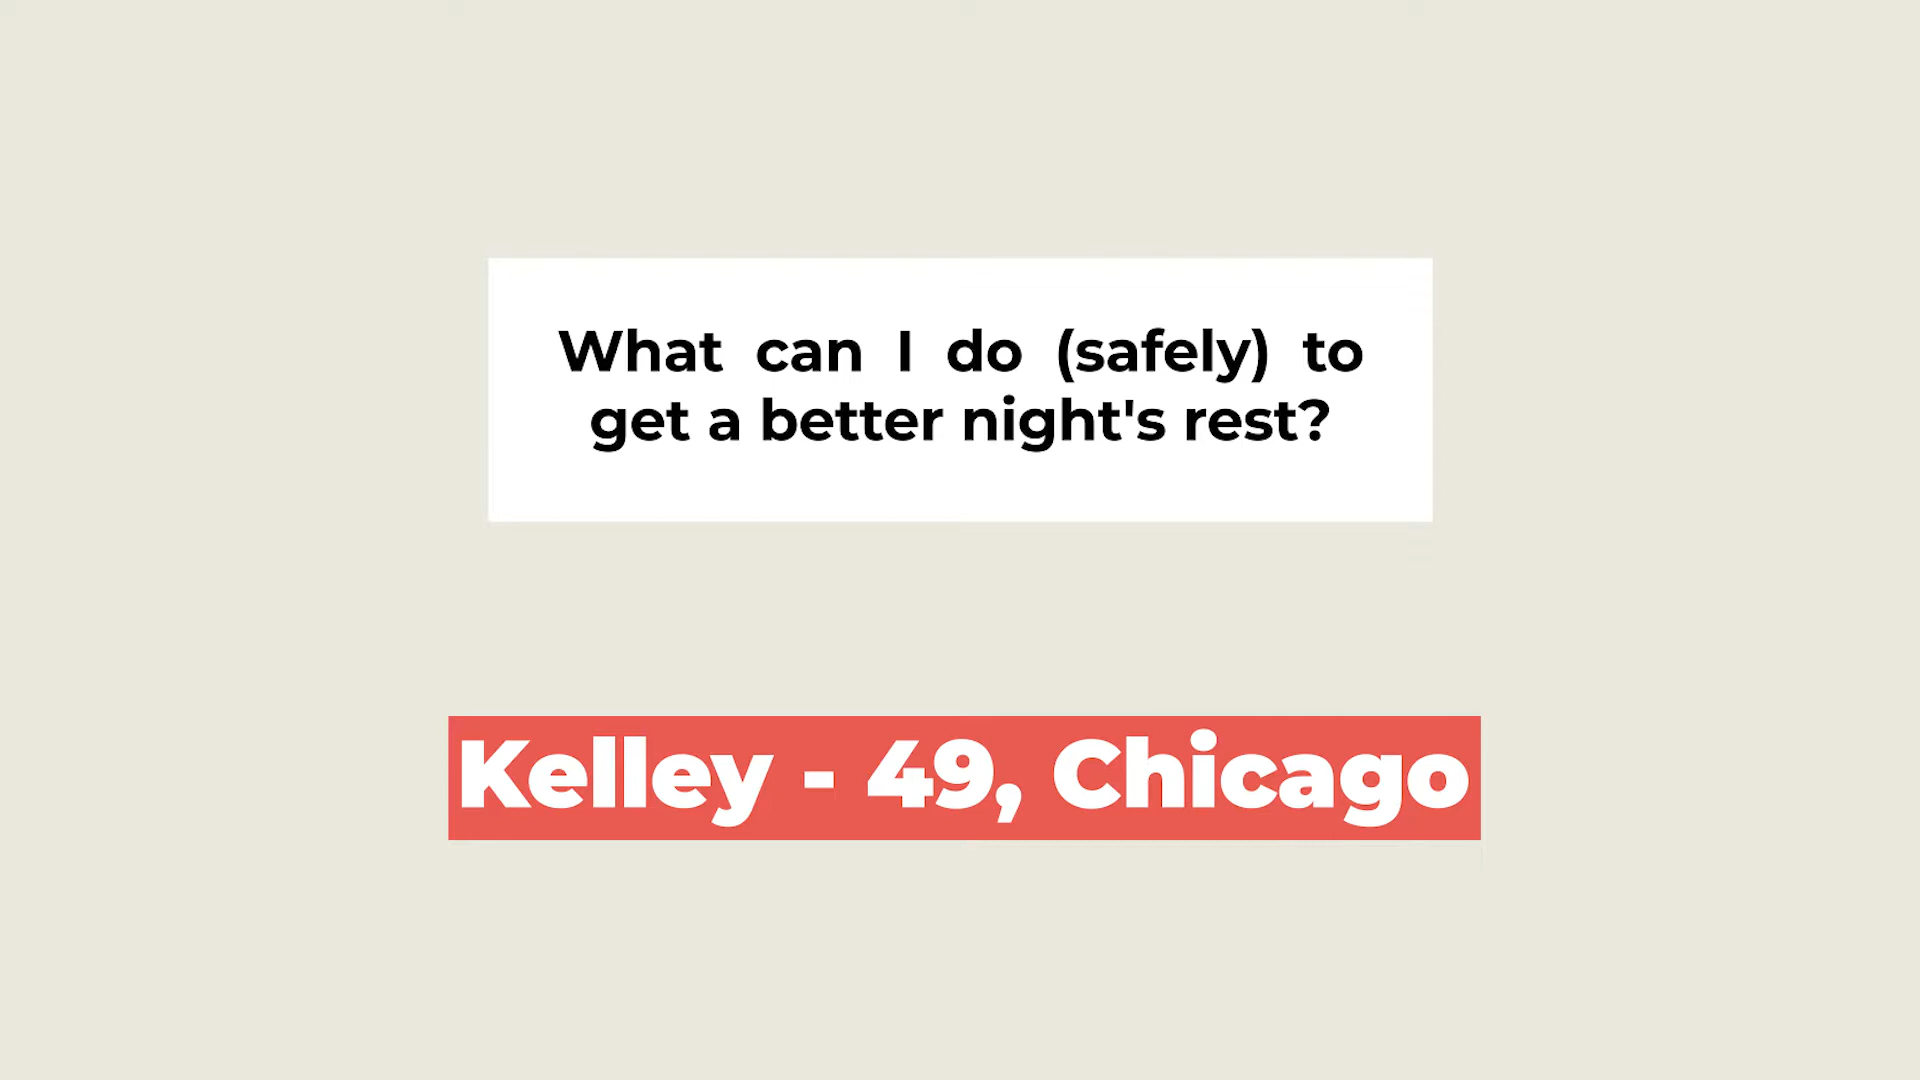 What can I do (safely) to
get a better night's rest?
Kelley - 49, Chicago